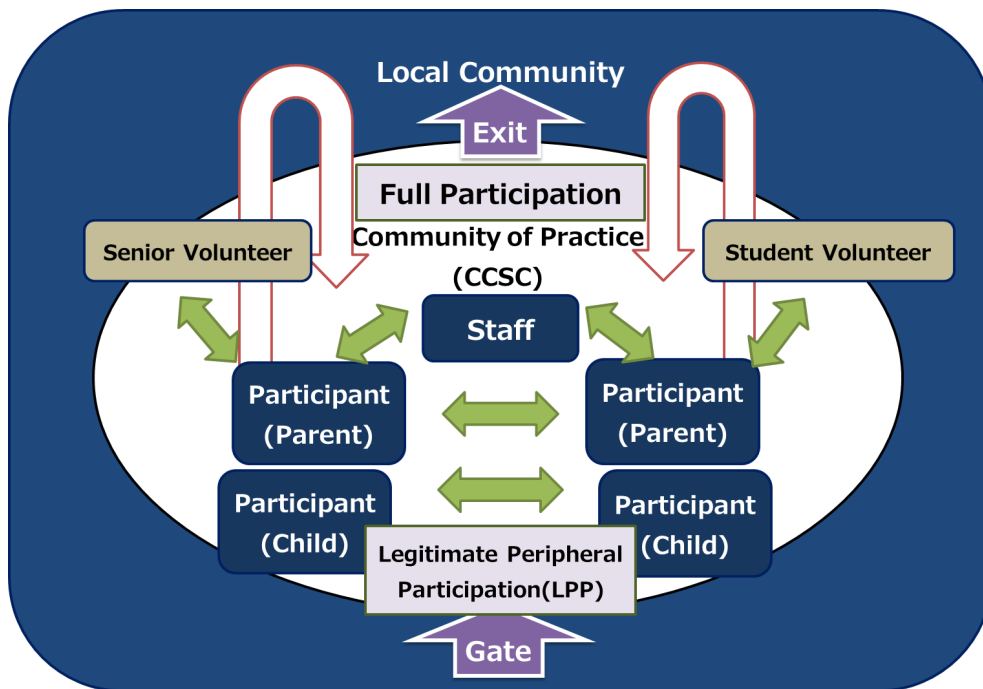 Local Community
Exit
Full Participation
Community of Practice
(CCSC)
Senior Volunteer
Student Volunteer
Staff
Participant
(Parent)
Participant
(Parent)
Participant
(Child)
Participant
(Child)
Legitimate Peripheral
Participation(LPP)
Gate